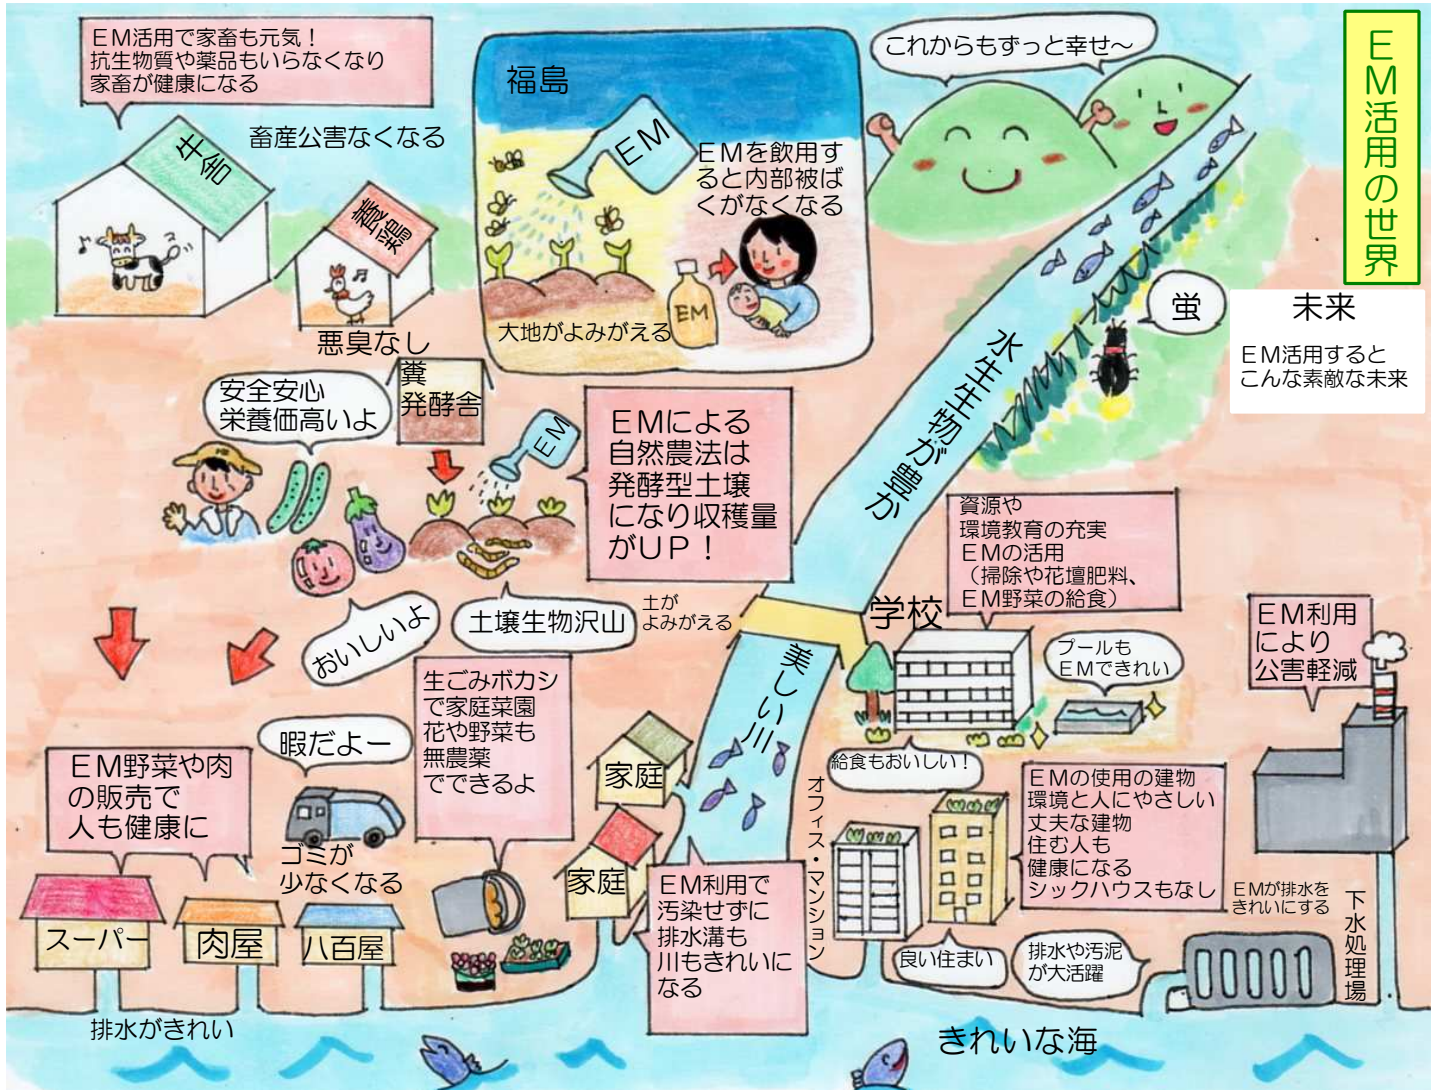 EM活用で家畜も元気！
抗生物質や薬品もいらなくなり
家畜が健康になる
畜産公害なくなる
牛舎
養鶏
悪臭なし
糞
発酵舎
福島
EM
EMを飲用す
ると内部被ば
くがなくなる
EM
大地がよみがえる
これからもずっと幸せ～
EM活用の世界
未来
EM活用すると
こんな素敵な未来
蛍
水生生物が豊か
安全安心
栄養価高いよ
EM
EMによる
自然農法は
発酵型土壌
になり収穫量
がUP！
おいしいよ
土壌生物沢山
土が
よみがえる
美しい川
学校
資源や
環境教育の充実
EMの活用
（掃除や花壇肥料、
EM野菜の給食）
プールも
EMできれい
給食もおいしい！
EM利用
により
公害軽減
生ごみボカシ
で家庭菜園
花や野菜も
無農薬
でできるよ
暇だよー
ゴミが
少なくなる
EM野菜や肉
の販売で
人も健康に
スーパー
肉屋
八百屋
排水がきれい
家庭
家庭
EM利用で
汚染せずに
排水溝も
川もきれいに
なる
オフィス・マンション
EMの使用の建物
環境と人にやさしい
丈夫な建物
住む人も
健康になる
シックハウスもなし
良い住まい
排水や汚泥
が大活躍
EMが排水を
きれいにする
下水処理場
きれいな海